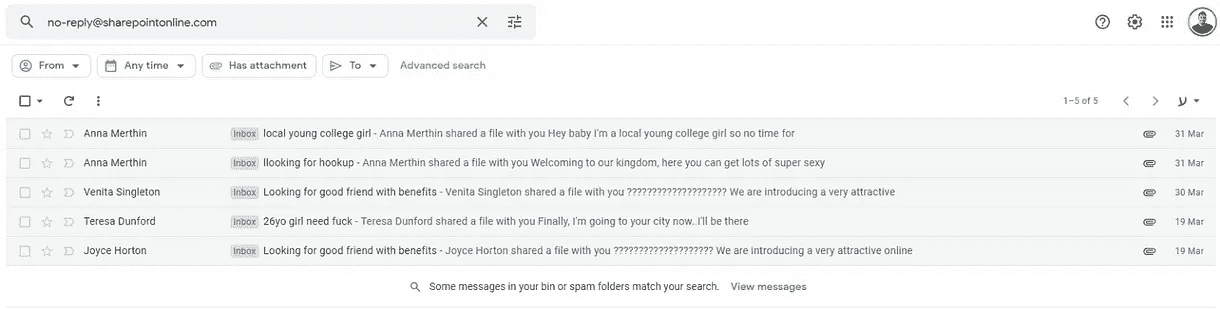 no-reply@sharepointonline.com
From Any time Has attachment To Advanced search
1–5 of 5
Anna Merthin Inbox local young college girl - Anna Merthin shared a file with you Hey baby I'm a local young college girl so no time for 31 Mar
Anna Merthin Inbox llooking for hookup - Anna Merthin shared a file with you Welcoming to our kingdom, here you can get lots of super sexy 31 Mar
Venita Singleton Inbox Looking for good friend with benefits - Venita Singleton shared a file with you ???????????????????? We are introducing a very attractive 30 Mar
Teresa Dunford Inbox 26yo girl need fuck - Teresa Dunford shared a file with you Finally, I'm going to your city now..I'll be there 19 Mar
Joyce Horton Inbox Looking for good friend with benefits - Joyce Horton shared a file with you ???????????????????? We are introducing a very attractive online 19 Mar
Some messages in your bin or spam folders match your search. View messages